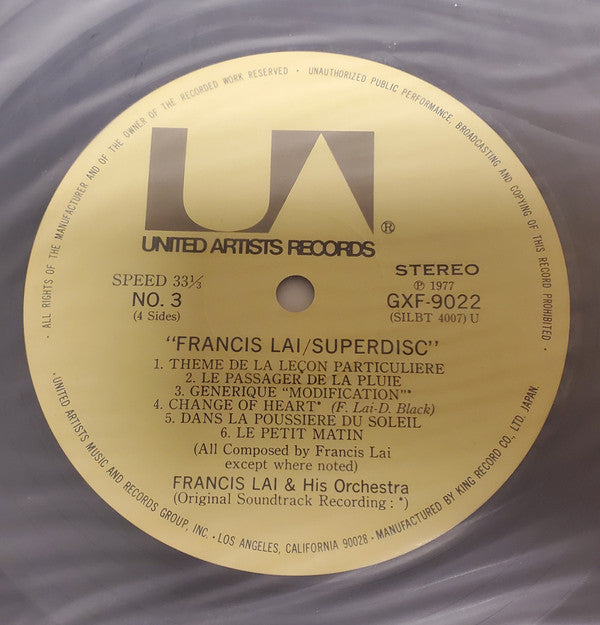 · ALL RIGHTS OF THE MANUFACTURER AND OF THE OWNER OF THE RECORDED WORK RESERVED · UNAUTHORIZED PUBLIC PERFORMANCE, BROADCASTING AND COPYING OF THIS RECORD PROHIBITED ·
UA®
UNITED ARTISTS RECORDS
SPEED 33⅓
NO. 3
(4 Sides)
STEREO
℗ 1977
GXF-9022
(SILBT 4007) U
"FRANCIS LAI/SUPERDISC"
1. THEME DE LA LEÇON PARTICULIERE
2. LE PASSAGER DE LA PLUIE
3. GENERIQUE "MODIFICATION"*
4. CHANGE OF HEART* (F. Lai-D. Black)
5. DANS LA POUSSIERE DU SOLEIL
6. LE PETIT MATIN
(All Composed by Francis Lai
except where noted)
FRANCIS LAI & His Orchestra
(Original Soundtrack Recording : *)
· UNITED ARTISTS MUSIC AND RECORDS GROUP, INC. · LOS ANGELES, CALIFORNIA 90028 · MANUFACTURED BY KING RECORD CO., LTD. JAPAN.